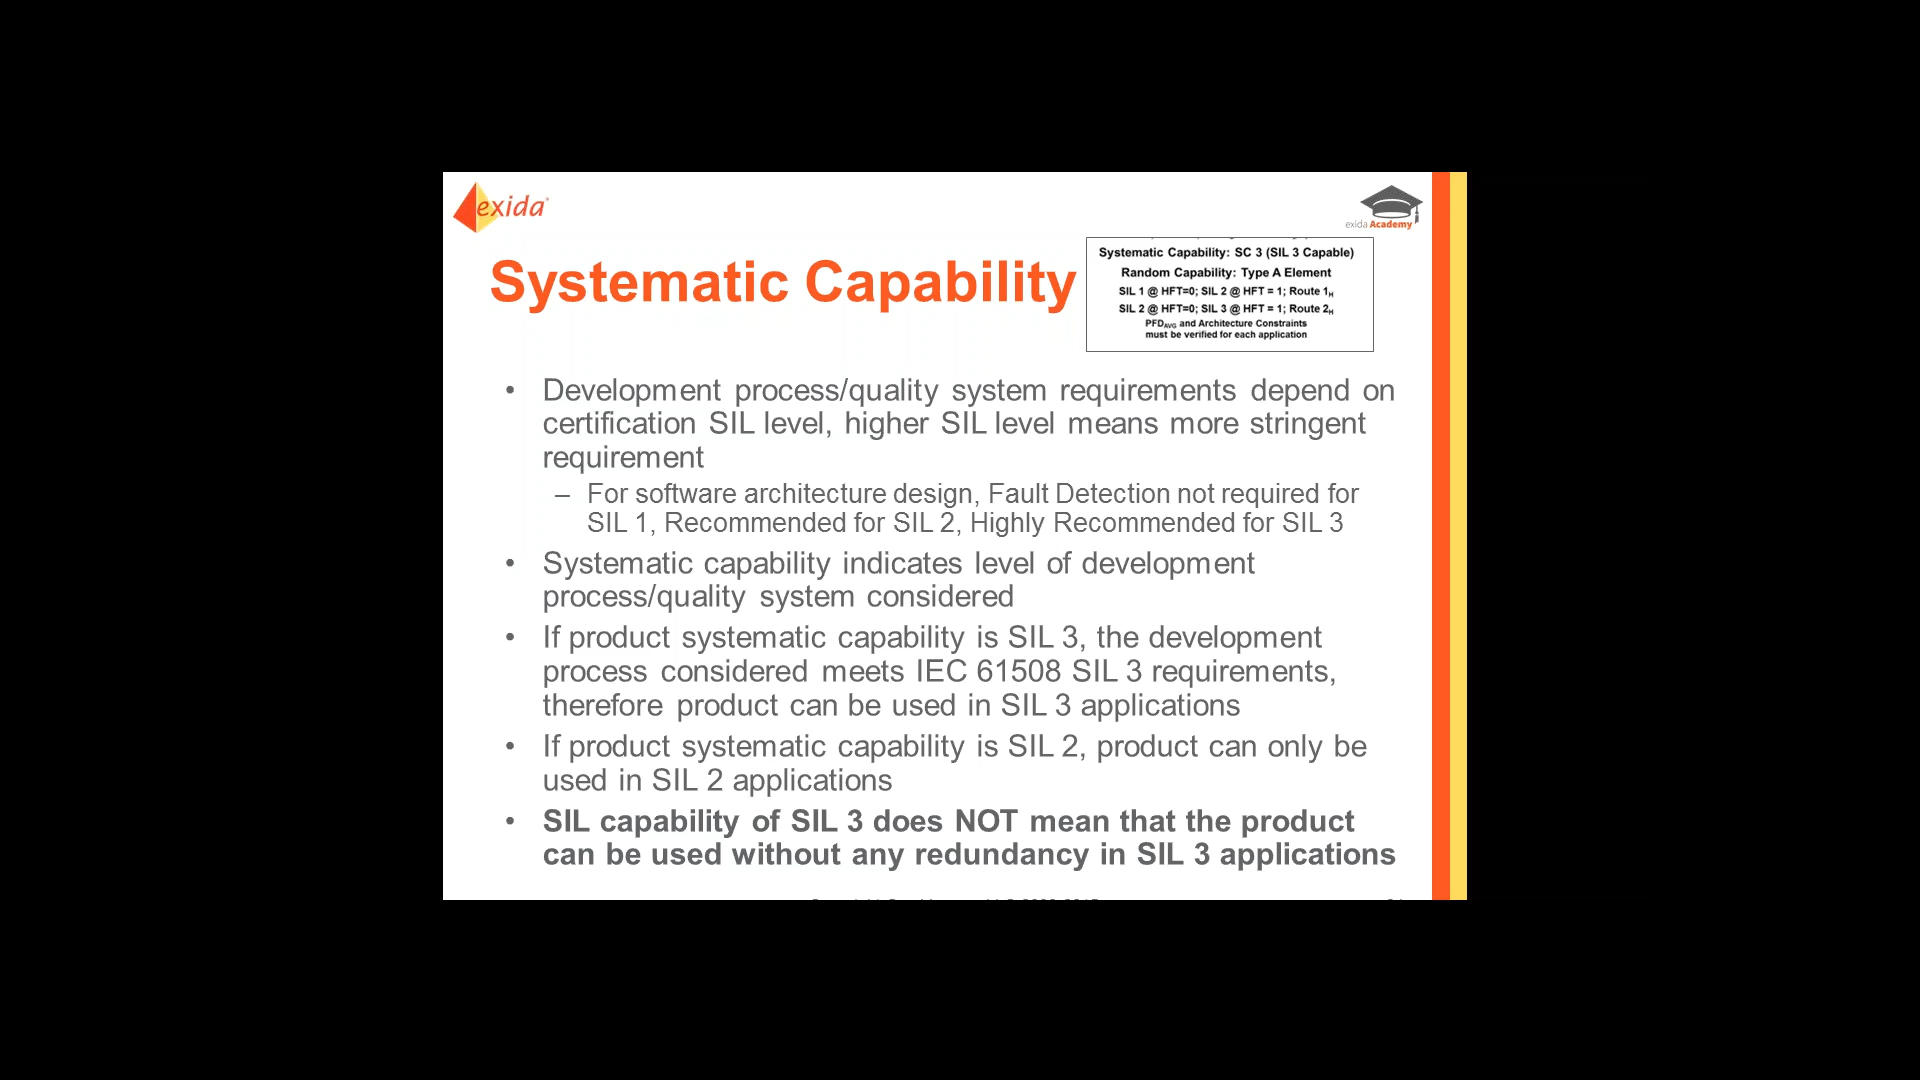 exida
exida Academy
Systematic Capability
Systematic Capability: SC 3 (SIL 3 Capable)
Random Capability: Type A Element
SIL 1 @ HFT=0; SIL 2 @ HFT = 1; Route 1H
SIL 2 @ HFT=0; SIL 3 @ HFT = 1; Route 2H
PFDAVG and Architecture Constraints
must be verified for each application
• Development process/quality system requirements depend on
certification SIL level, higher SIL level means more stringent
requirement
– For software architecture design, Fault Detection not required for
SIL 1, Recommended for SIL 2, Highly Recommended for SIL 3
• Systematic capability indicates level of development
process/quality system considered
• If product systematic capability is SIL 3, the development
process considered meets IEC 61508 SIL 3 requirements,
therefore product can be used in SIL 3 applications
• If product systematic capability is SIL 2, product can only be
used in SIL 2 applications
• SIL capability of SIL 3 does NOT mean that the product
can be used without any redundancy in SIL 3 applications